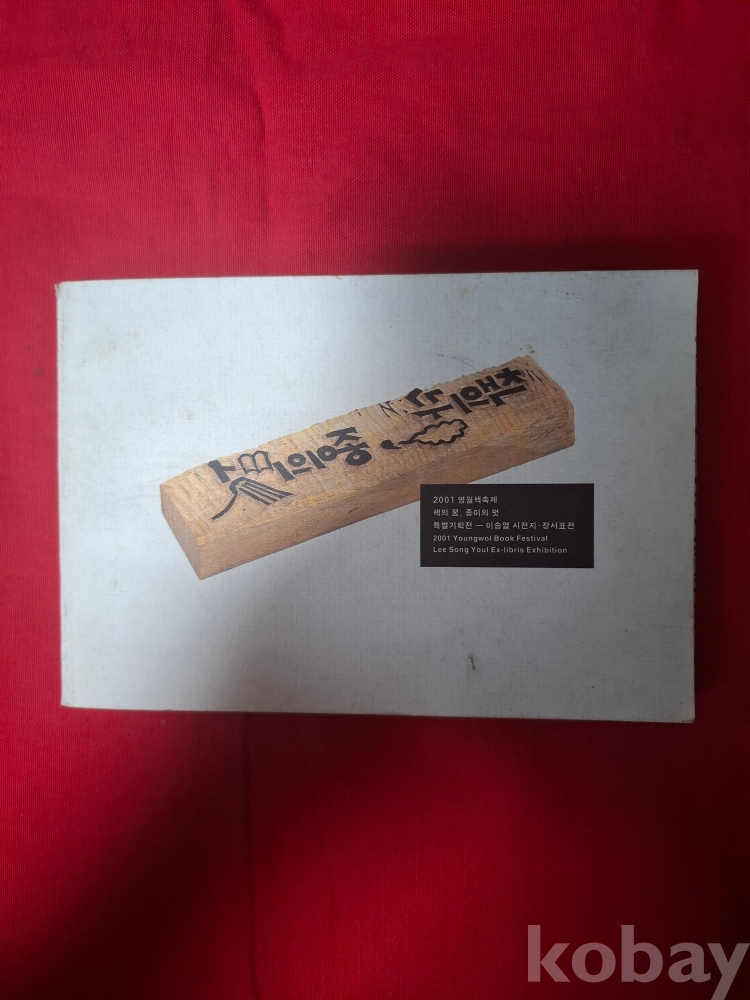 2001 영월책축제
책의 꿈, 종이의 멋
특별기획전 — 이송열 시전지·장서표전
2001 Youngwol Book Festival
Lee Song Youl Ex-libris Exhibition
kobay